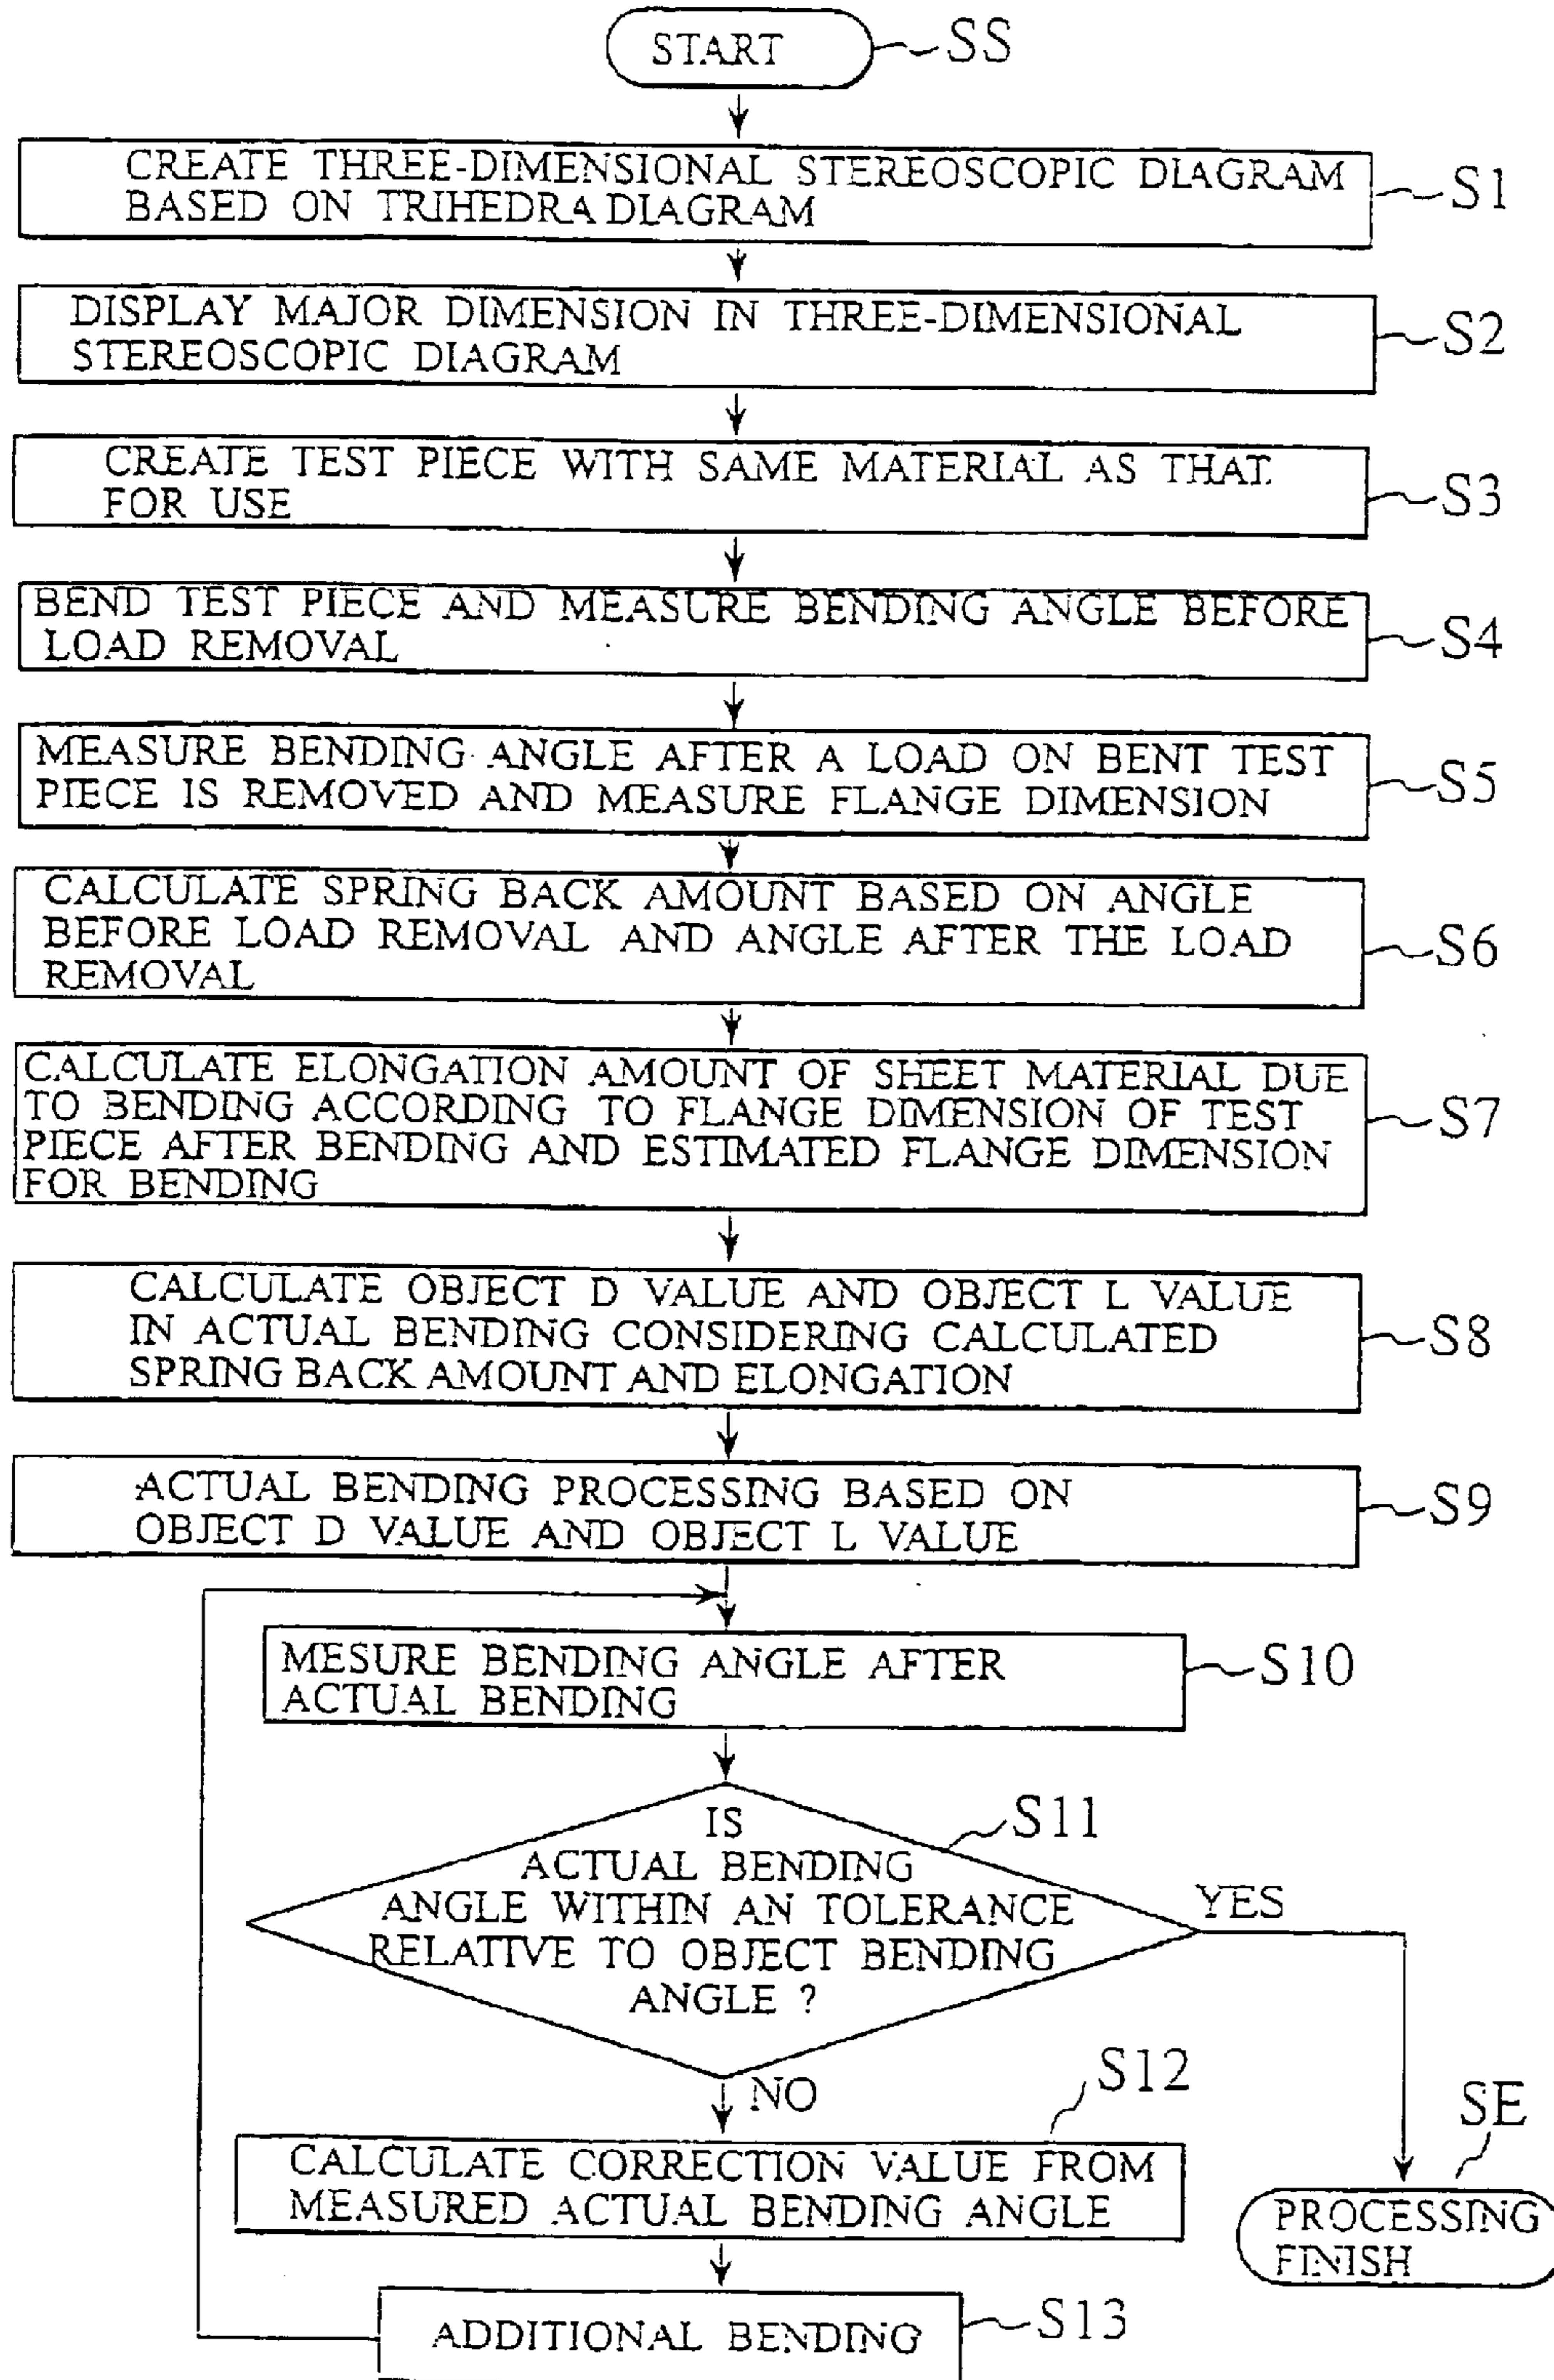 START
SS
CREATE THREE-DIMENSIONAL STEREOSCOPIC DIAGRAM
BASED ON TRIHEDRA DIAGRAM
S1
DISPLAY MAJOR DIMENSION IN THREE-DIMENSIONAL
STEREOSCOPIC DIAGRAM
S2
CREATE TEST PIECE WITH SAME MATERIAL AS THAT
FOR USE
S3
BEND TEST PIECE AND MEASURE BENDING ANGLE BEFORE
LOAD REMOVAL
S4
MEASURE BENDING ANGLE AFTER A LOAD ON BENT TEST
PIECE IS REMOVED AND MEASURE FLANGE DIMENSION
S5
CALCULATE SPRING BACK AMOUNT BASED ON ANGLE
BEFORE LOAD REMOVAL AND ANGLE AFTER THE LOAD
REMOVAL
S6
CALCULATE ELONGATION AMOUNT OF SHEET MATERIAL DUE
TO BENDING ACCORDING TO FLANGE DIMENSION OF TEST
PIECE AFTER BENDING AND ESTIMATED FLANGE DIMENSION
FOR BENDING
S7
CALCULATE OBJECT D VALUE AND OBJECT L VALUE
IN ACTUAL BENDING CONSIDERING CALCULATED
SPRING BACK AMOUNT AND ELONGATION
S8
ACTUAL BENDING PROCESSING BASED ON
OBJECT D VALUE AND OBJECT L VALUE
S9
MESURE BENDING ANGLE AFTER
ACTUAL BENDING
S10
IS
ACTUAL BENDING
ANGLE WITHIN AN TOLERANCE
RELATIVE TO OBJECT BENDING
ANGLE ?
S11
YES
NO
S12
CALCULATE CORRECTION VALUE FROM
MEASURED ACTUAL BENDING ANGLE
SE
PROCESSING
FINISH
ADDITIONAL BENDING
S13